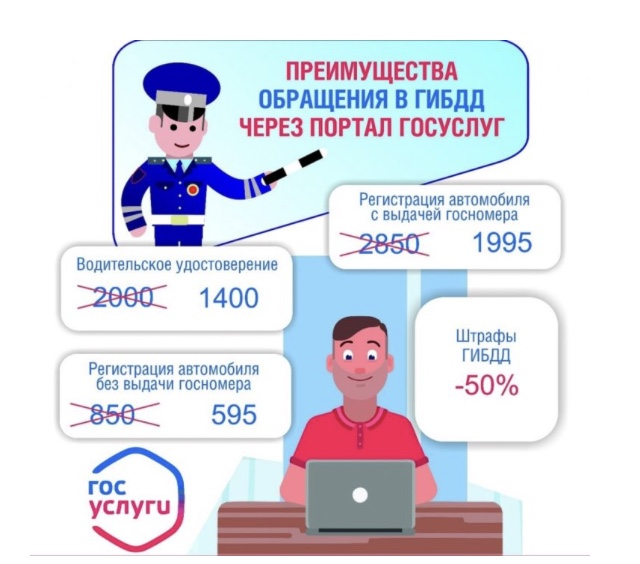 ПРЕИМУЩЕСТВА
ОБРАЩЕНИЯ В ГИБДД
ЧЕРЕЗ ПОРТАЛ ГОСУСЛУГ
Регистрация автомобиля
с выдачей госномера
2850 1995
Водительское удостоверение
2000 1400
Штрафы
ГИБДД
-50%
Регистрация автомобиля
без выдачи госномера
850 595
гос
услуги